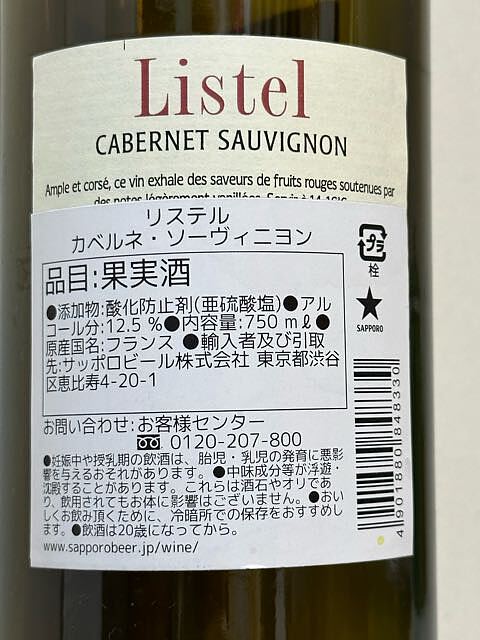 Listel
CABERNET SAUVIGNON
Ample et corsé, ce vin exhale des saveurs de fruits rouges soutenues par
des notes légèrement vanillées. Servir à 14-16°C
リステル
カベルネ・ソーヴィニヨン
プラ
栓
品目:果実酒
●添加物:酸化防止剤(亜硫酸塩)●アル
コール分:12.5 %●内容量:750 mℓ●
原産国名:フランス ●輸入者及び引取
先:サッポロビール株式会社 東京都渋谷
区恵比寿4-20-1
SAPPORO
お問い合わせ:お客様センター
0120-207-800
●妊娠中や授乳期の飲酒は、胎児・乳児の発育に悪影
響を与えるおそれがあります。●中味成分等が浮遊・
沈殿することがあります。これらは酒石やオリであ
り、飲用されてもお体に影響はございません。●おい
しくお飲み頂くために、冷暗所での保存をおすすめし
ます。●飲酒は20歳になってから。
www.sapporobeer.jp/wine/
4 901880 848330